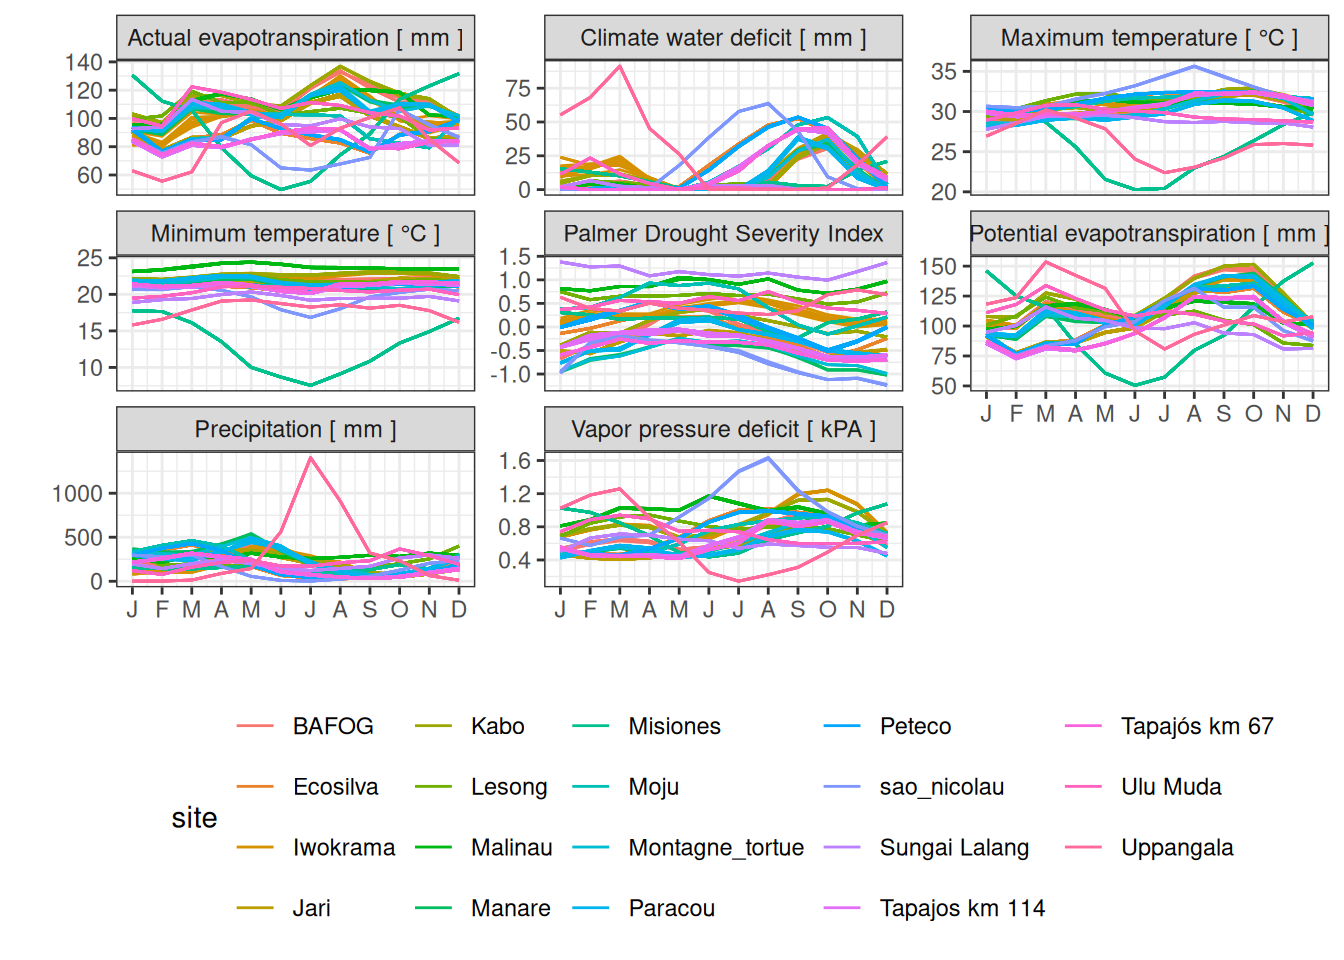 Actual evapotranspiration [ mm ]
Climate water deficit [ mm ]
Maximum temperature [ °C ]
140
120
100
80
60
75
50
25
0
35
30
25
20
Minimum temperature [ °C ]
Palmer Drought Severity Index
Potential evapotranspiration [ mm ]
25
20
15
10
1.5
1.0
0.5
0.0
-0.5
-1.0
150
125
100
75
50
J F M A M J J A S O N D
Precipitation [ mm ]
Vapor pressure deficit [ kPA ]
1000
500
0
1.6
1.2
0.8
0.4
J F M A M J J A S O N D
J F M A M J J A S O N D
site
BAFOG
Ecosilva
Iwokrama
Jari
Kabo
Lesong
Malinau
Manare
Misiones
Moju
Montagne_tortue
Paracou
Peteco
sao_nicolau
Sungai Lalang
Tapajos km 114
Tapajós km 67
Ulu Muda
Uppangala